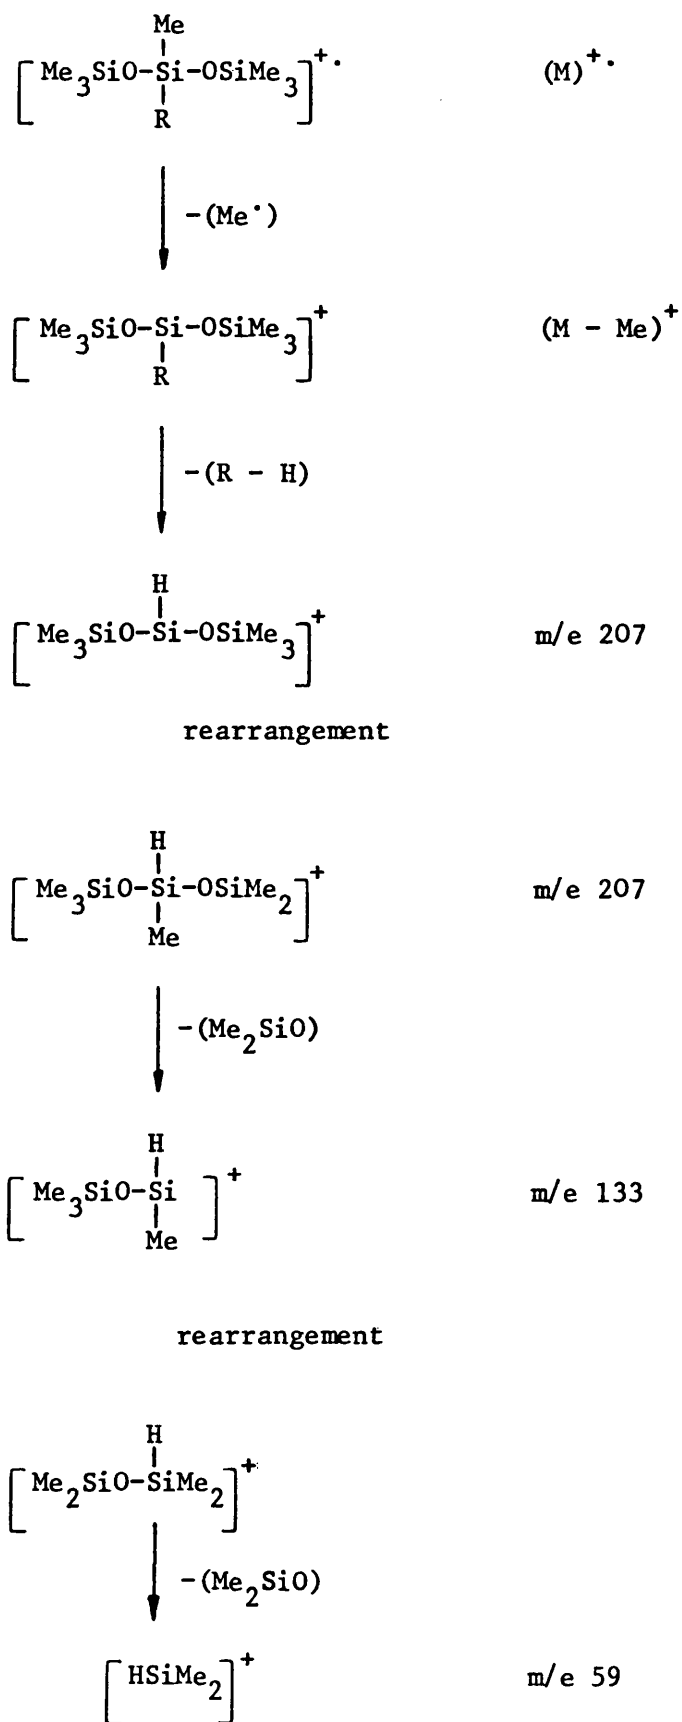 Me
[Me3SiO-Si-OSiMe3]+· (M)+·
R
-(Me·)
[Me3SiO-Si-OSiMe3]+ (M - Me)+
R
-(R - H)
H
[Me3SiO-Si-OSiMe3]+ m/e 207
rearrangement
H
[Me3SiO-Si-OSiMe2]+ m/e 207
Me
-(Me2SiO)
H
[Me3SiO-Si ]+ m/e 133
Me
rearrangement
H
[Me2SiO-SiMe2]+
-(Me2SiO)
[HSiMe2]+ m/e 59